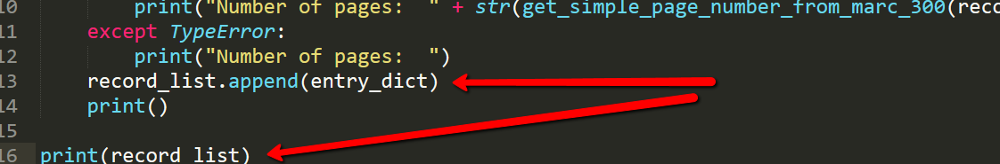 10 print("Number of pages:  " + str(get_simple_page_number_from_marc_300(reco
11 except TypeError:
12 print("Number of pages:  ")
13 record_list.append(entry_dict)
14 print()
15
16 print(record_list)